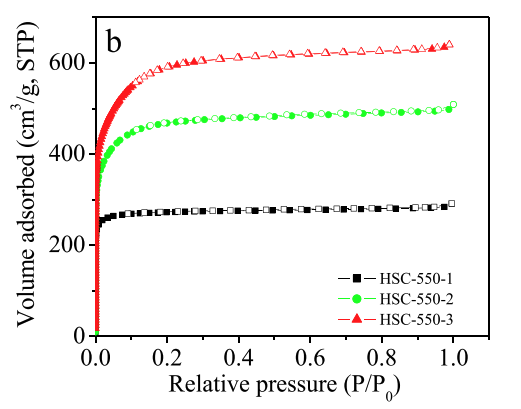 b
600
400
200
0
Volume adsorbed (cm³/g, STP)
HSC-550-1
HSC-550-2
HSC-550-3
0.0 0.2 0.4 0.6 0.8 1.0
Relative pressure (P/P₀)